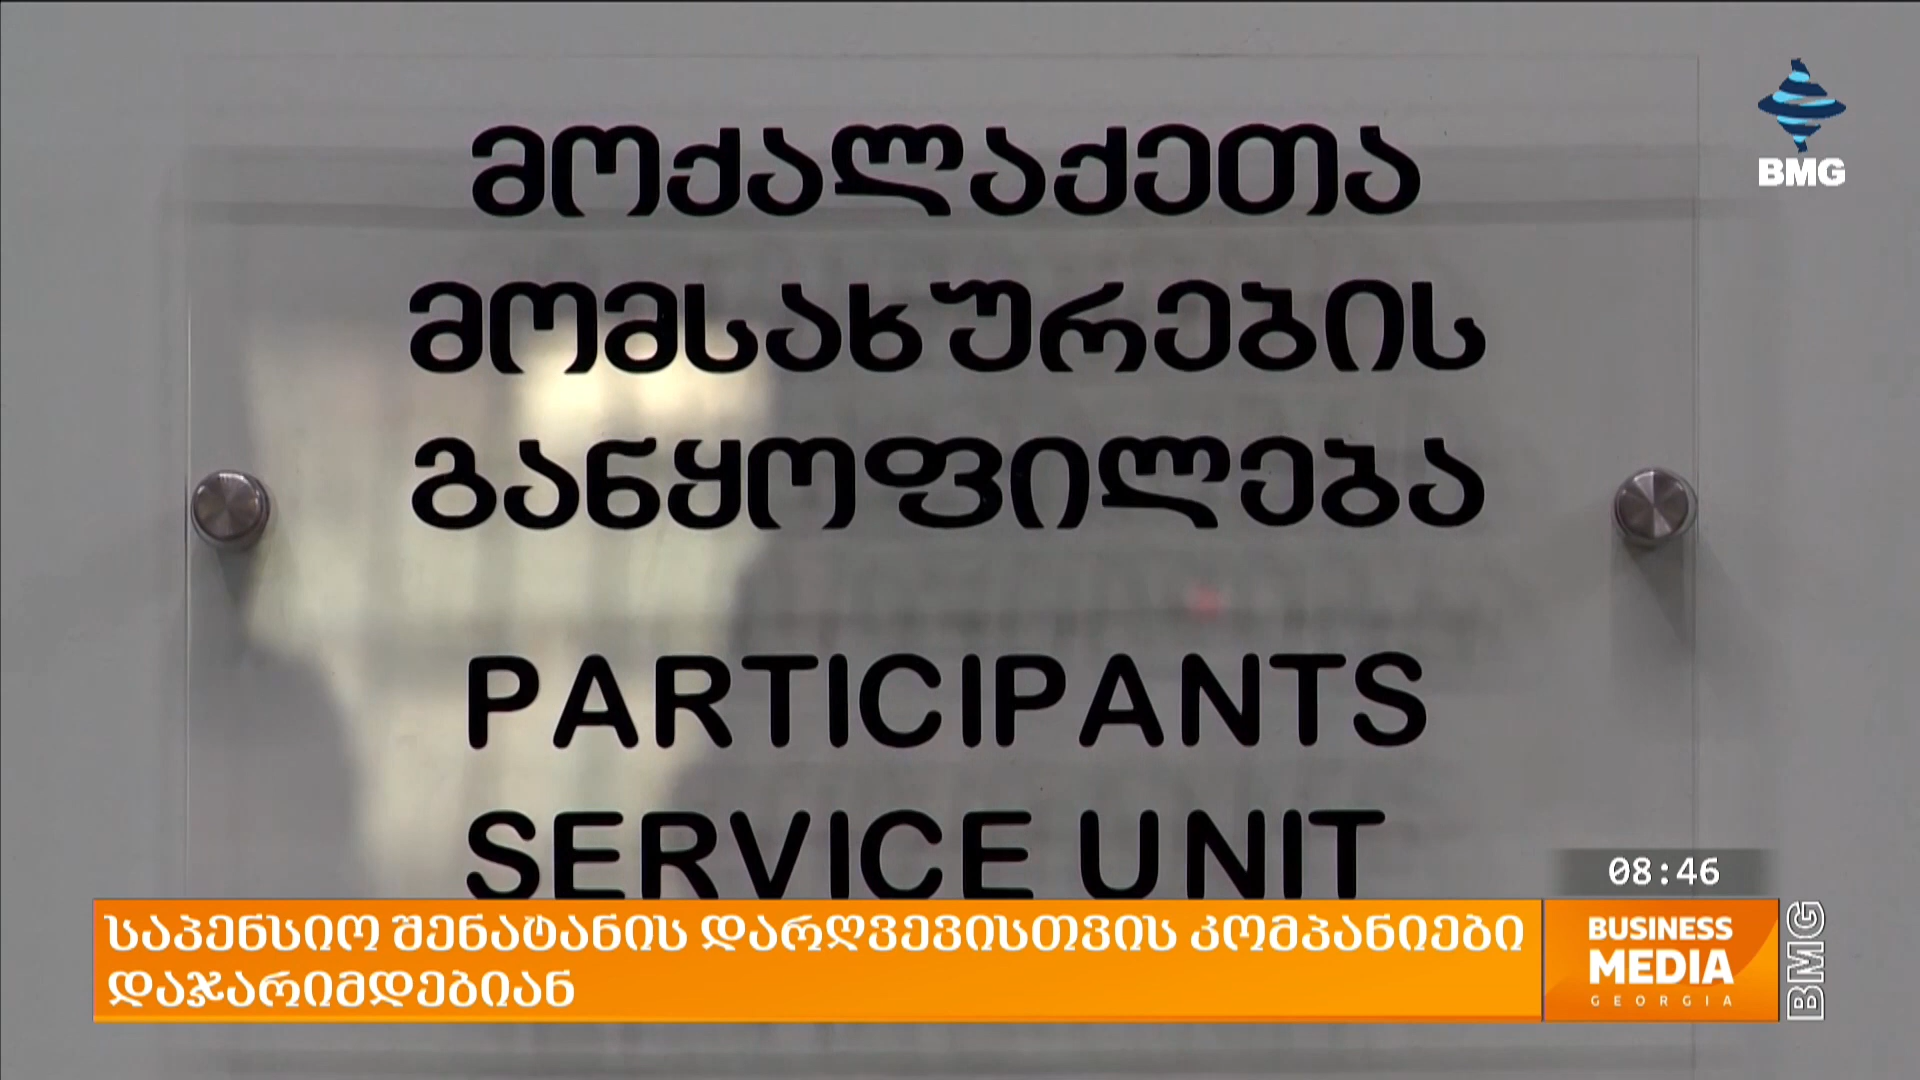 მოქალაქეთა
BMG
მომსახურების
განყოფილება
PARTICIPANTS
SERVICE UNIT
08:46
საპენსიო შენატანის დარღვევისთვის კომპანიები
დაჯარიმდებიან
BUSINESS
MEDIA
GEORGIA
BMG